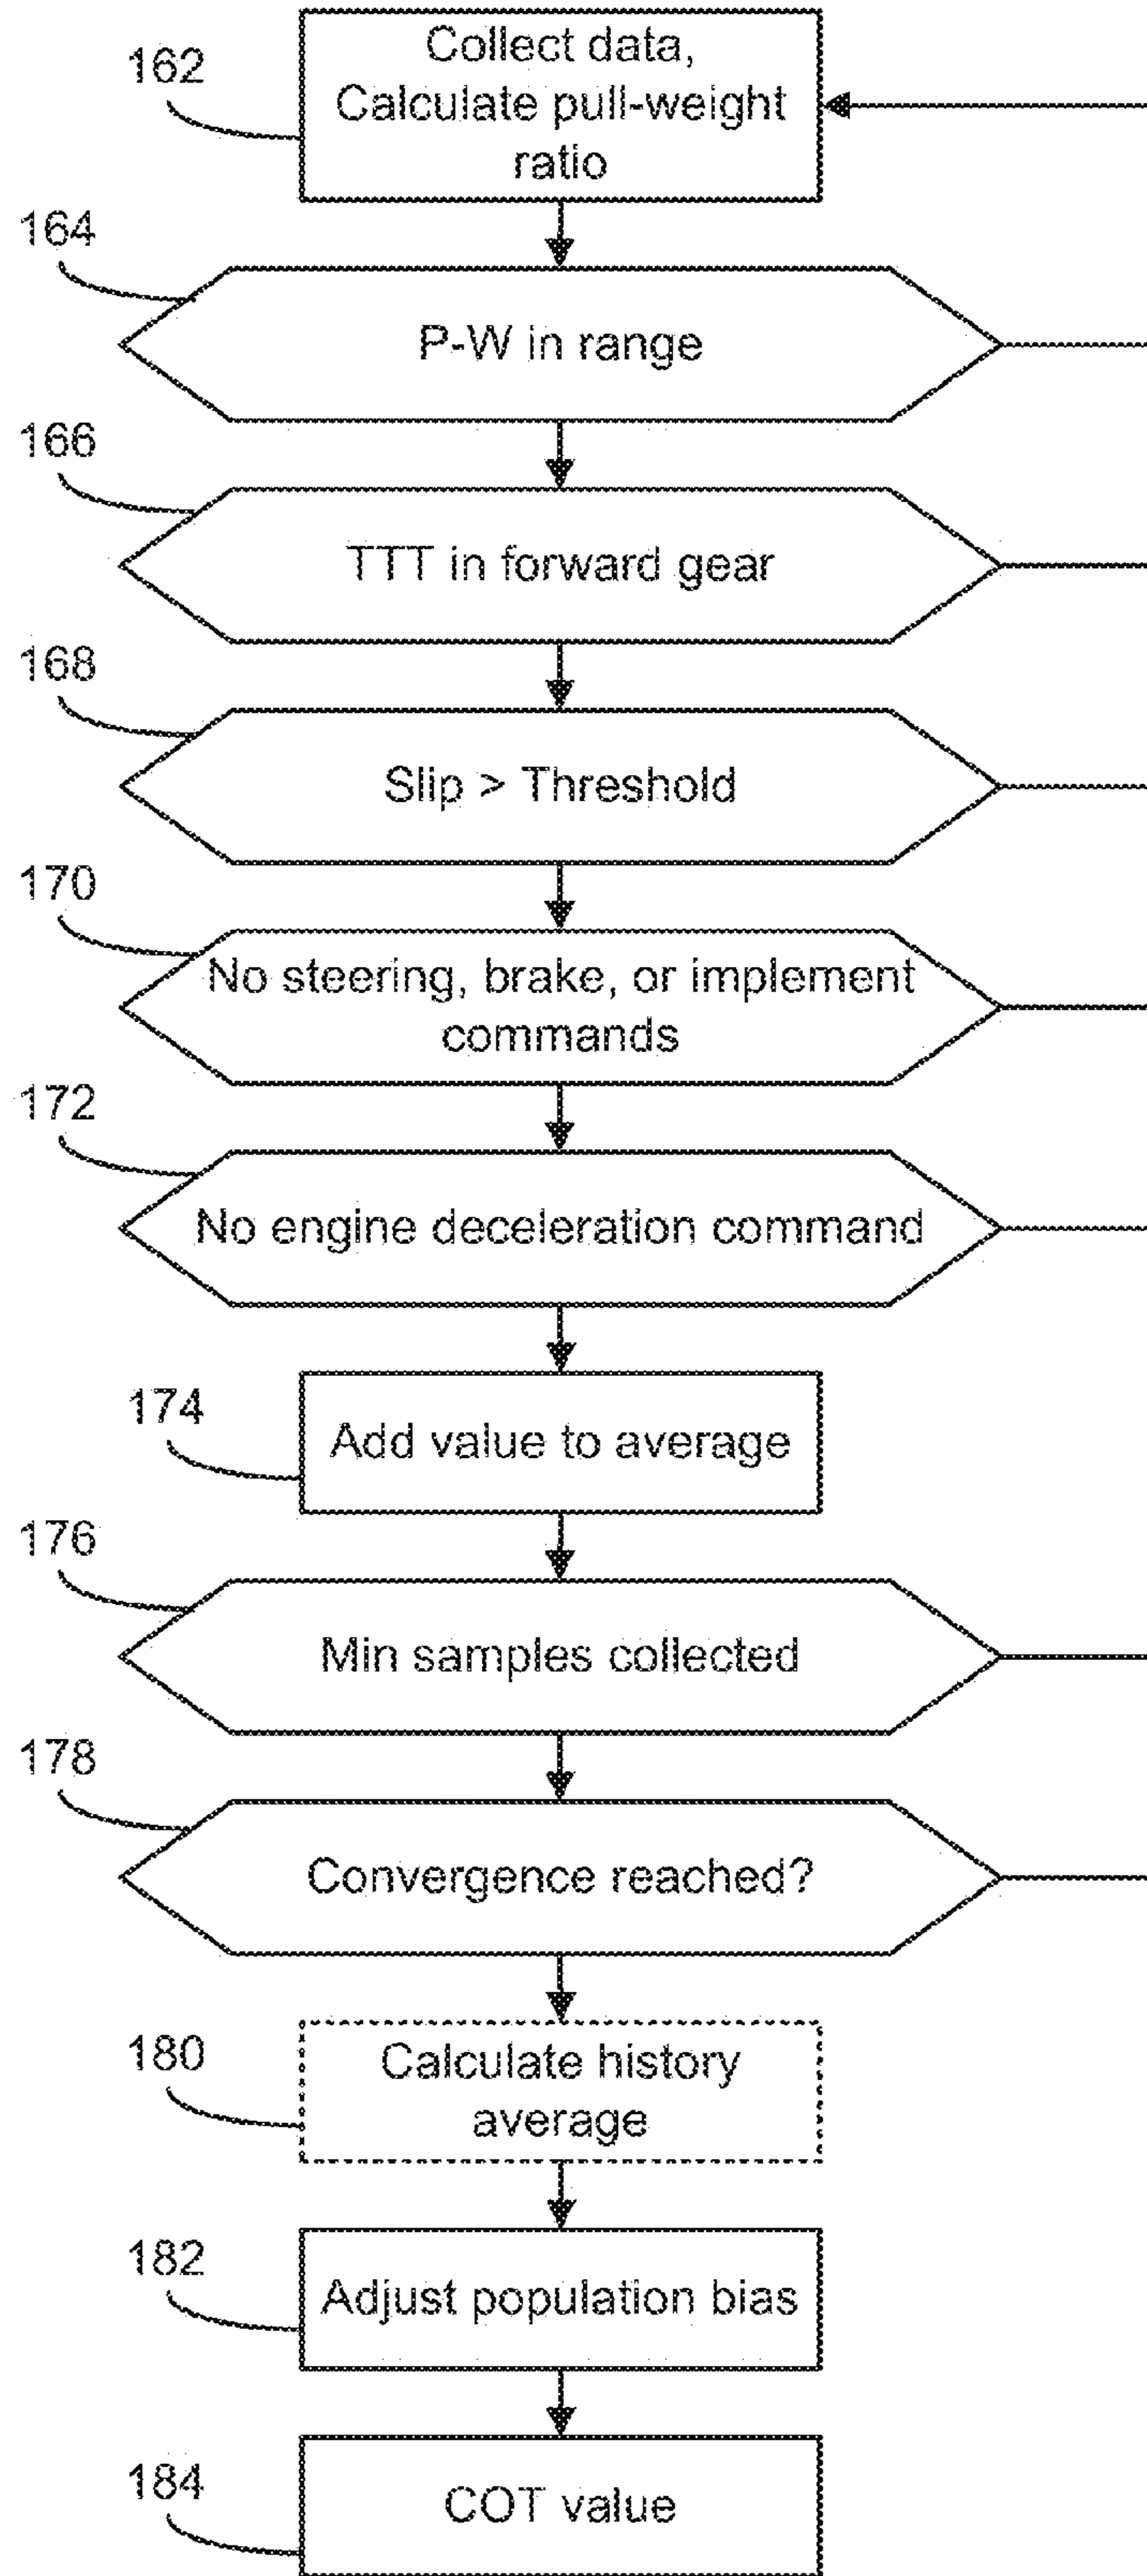 162
Collect data,
Calculate pull-weight
ratio
164
P-W in range
166
TTT in forward gear
168
Slip > Threshold
170
No steering, brake, or implement
commands
172
No engine deceleration command
174
Add value to average
176
Min samples collected
178
Convergence reached?
180
Calculate history
average
182
Adjust population bias
184
COT value